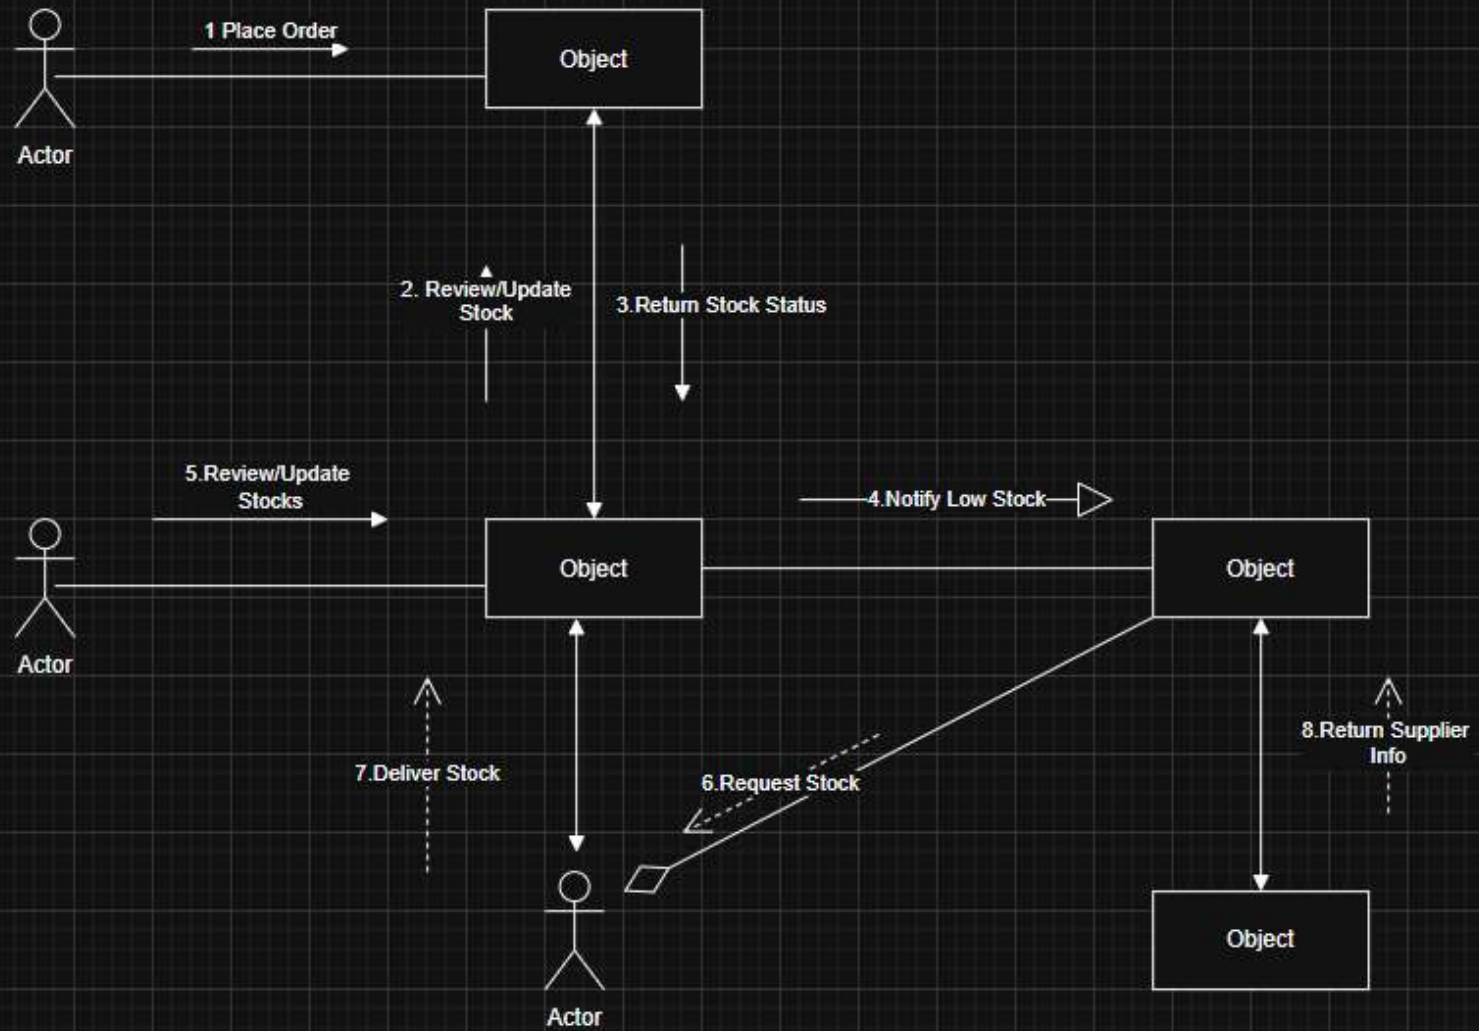 1 Place Order
Object
Actor
2. Review/Update
Stock
3.Return Stock Status
5.Review/Update
Stocks
4.Notify Low Stock
Object
Object
Actor
7.Deliver Stock
6.Request Stock
8.Return Supplier
Info
Object
Actor